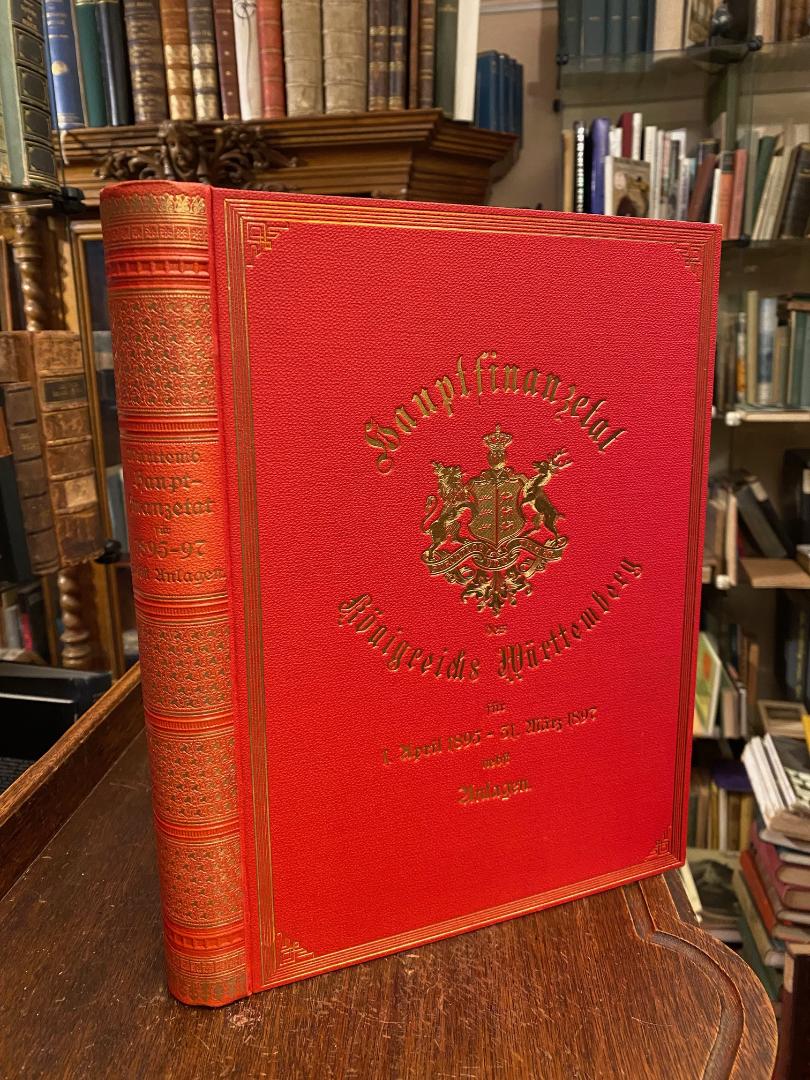 Hauptfinanzetat
des
Königreichs Württemberg
für
1. April 1895 - 31. März 1897
nebst
Anlagen.
Württemb.
Haupt-
finanzetat
für
1895-97
nebst Anlagen.